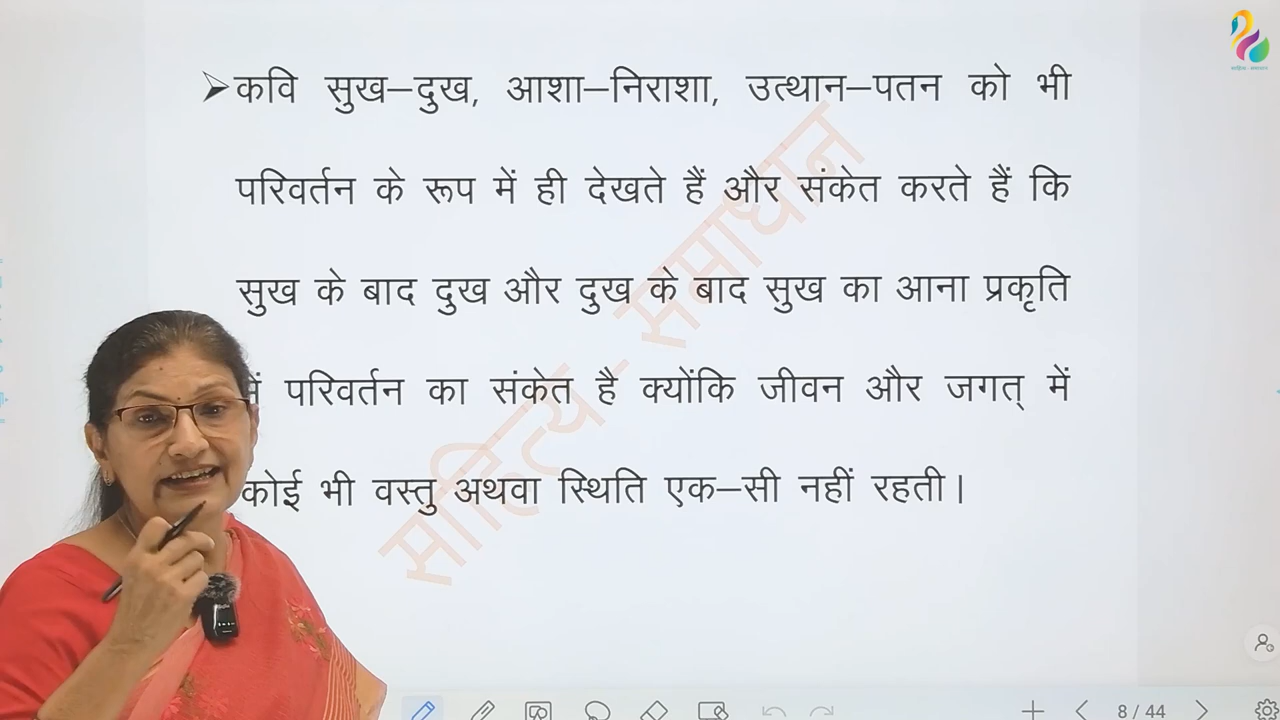 ➢कवि सुख–दुख, आशा–निराशा, उत्थान–पतन को भी
परिवर्तन के रूप में ही देखते हैं और संकेत करते हैं कि
सुख के बाद दुख और दुख के बाद सुख का आना प्रकृति
परिवर्तन का संकेत है क्योंकि जीवन और जगत् में
कोई भी वस्तु अथवा स्थिति एक–सी नहीं रहती।
साहित्य - समाधान
8 / 44